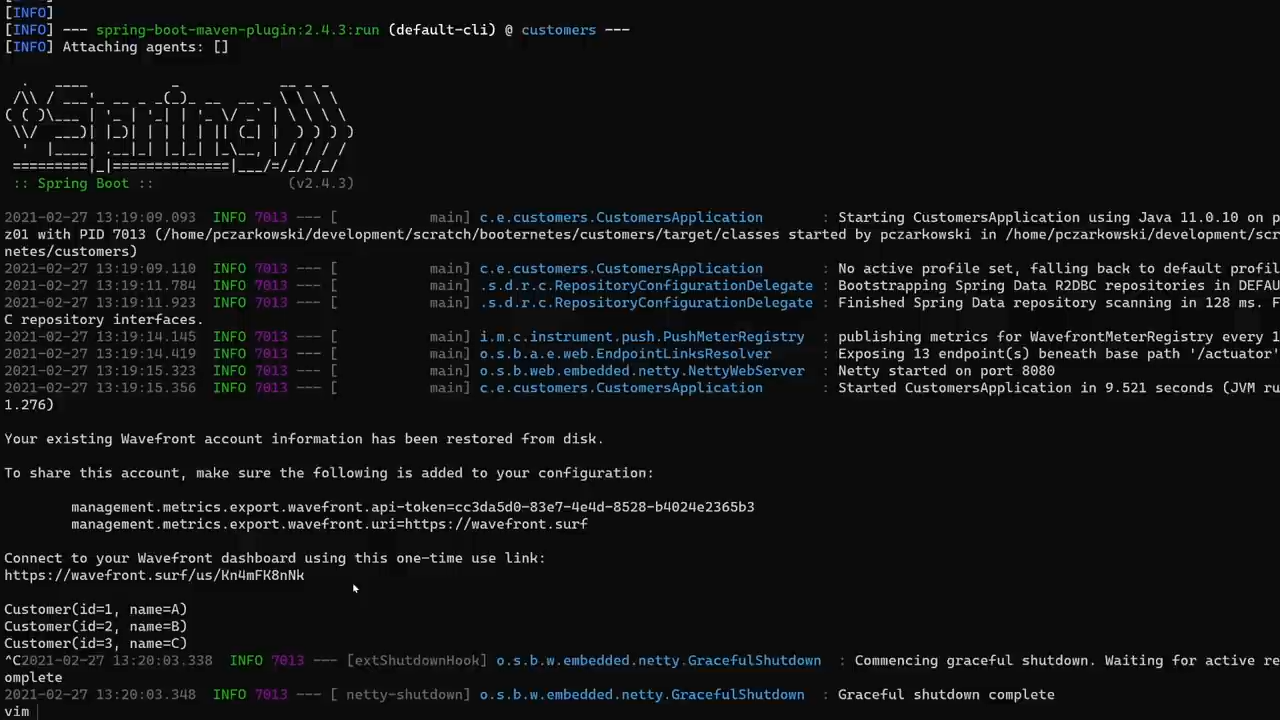 [INFO]
[INFO] --- spring-boot-maven-plugin:2.4.3:run (default-cli) @ customers ---
[INFO] Attaching agents: []
:: Spring Boot ::                (v2.4.3)
2021-02-27 13:19:09.093  INFO 7013 --- [           main] c.e.customers.CustomersApplication       : Starting CustomersApplication using Java 11.0.10 on p
z01 with PID 7013 (/home/pczarkowski/development/scratch/booternetes/customers/target/classes started by pczarkowski in /home/pczarkowski/development/scr
netes/customers)
2021-02-27 13:19:09.110  INFO 7013 --- [           main] c.e.customers.CustomersApplication       : No active profile set, falling back to default profil
2021-02-27 13:19:11.784  INFO 7013 --- [           main] .s.d.r.c.RepositoryConfigurationDelegate : Bootstrapping Spring Data R2DBC repositories in DEFAU
2021-02-27 13:19:11.923  INFO 7013 --- [           main] .s.d.r.c.RepositoryConfigurationDelegate : Finished Spring Data repository scanning in 128 ms. F
C repository interfaces.
2021-02-27 13:19:14.145  INFO 7013 --- [           main] i.m.c.instrument.push.PushMeterRegistry  : publishing metrics for WavefrontMeterRegistry every 1
2021-02-27 13:19:14.419  INFO 7013 --- [           main] o.s.b.a.e.web.EndpointLinksResolver      : Exposing 13 endpoint(s) beneath base path '/actuator'
2021-02-27 13:19:15.323  INFO 7013 --- [           main] o.s.b.web.embedded.netty.NettyWebServer  : Netty started on port 8080
2021-02-27 13:19:15.356  INFO 7013 --- [           main] c.e.customers.CustomersApplication       : Started CustomersApplication in 9.521 seconds (JVM ru
1.276)
Your existing Wavefront account information has been restored from disk.
To share this account, make sure the following is added to your configuration:
management.metrics.export.wavefront.api-token=cc3da5d0-83e7-4e4d-8528-b4024e2365b3
management.metrics.export.wavefront.uri=https://wavefront.surf
Connect to your Wavefront dashboard using this one-time use link:
https://wavefront.surf/us/Kn4mFK8nNk
Customer(id=1, name=A)
Customer(id=2, name=B)
Customer(id=3, name=C)
^C2021-02-27 13:20:03.338  INFO 7013 --- [extShutdownHook] o.s.b.w.embedded.netty.GracefulShutdown  : Commencing graceful shutdown. Waiting for active re
omplete
2021-02-27 13:20:03.348  INFO 7013 --- [ netty-shutdown] o.s.b.w.embedded.netty.GracefulShutdown  : Graceful shutdown complete
vim